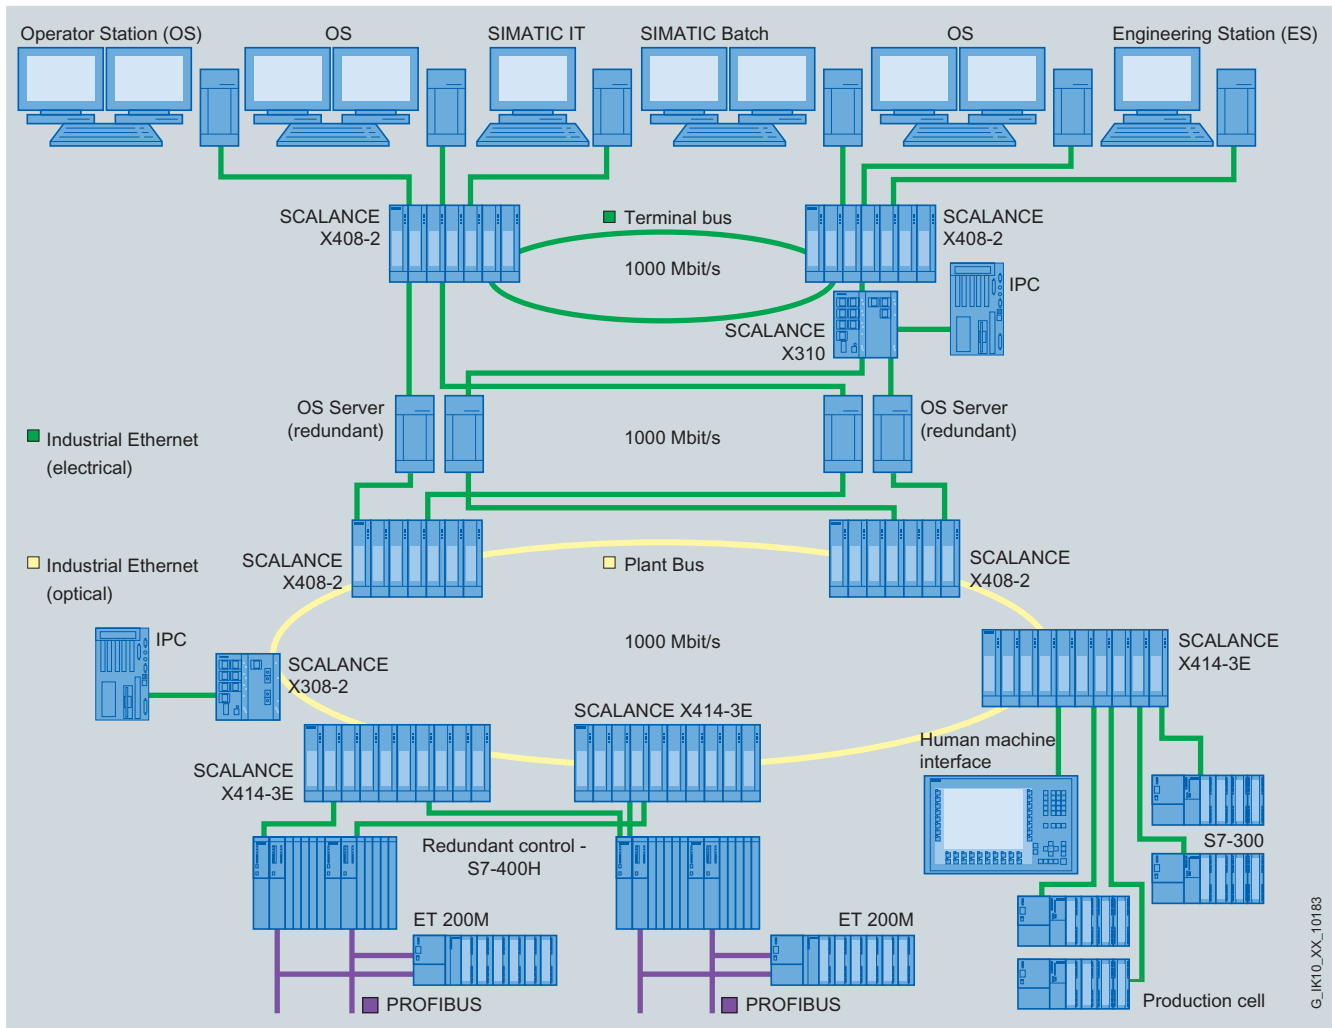 Operator Station (OS)
OS
SIMATIC IT
SIMATIC Batch
OS
Engineering Station (ES)
SCALANCE
X408-2
Terminal bus
SCALANCE
X408-2
1000 Mbit/s
IPC
SCALANCE
X310
OS Server
(redundant)
OS Server
(redundant)
Industrial Ethernet
(electrical)
1000 Mbit/s
Industrial Ethernet
(optical)
SCALANCE
X408-2
Plant Bus
SCALANCE
X408-2
IPC
1000 Mbit/s
SCALANCE
X414-3E
SCALANCE
X308-2
SCALANCE X414-3E
Human machine
interface
SCALANCE
X414-3E
Redundant control -
S7-400H
S7-300
ET 200M
ET 200M
PROFIBUS
PROFIBUS
Production cell
G_IK10_XX_10183